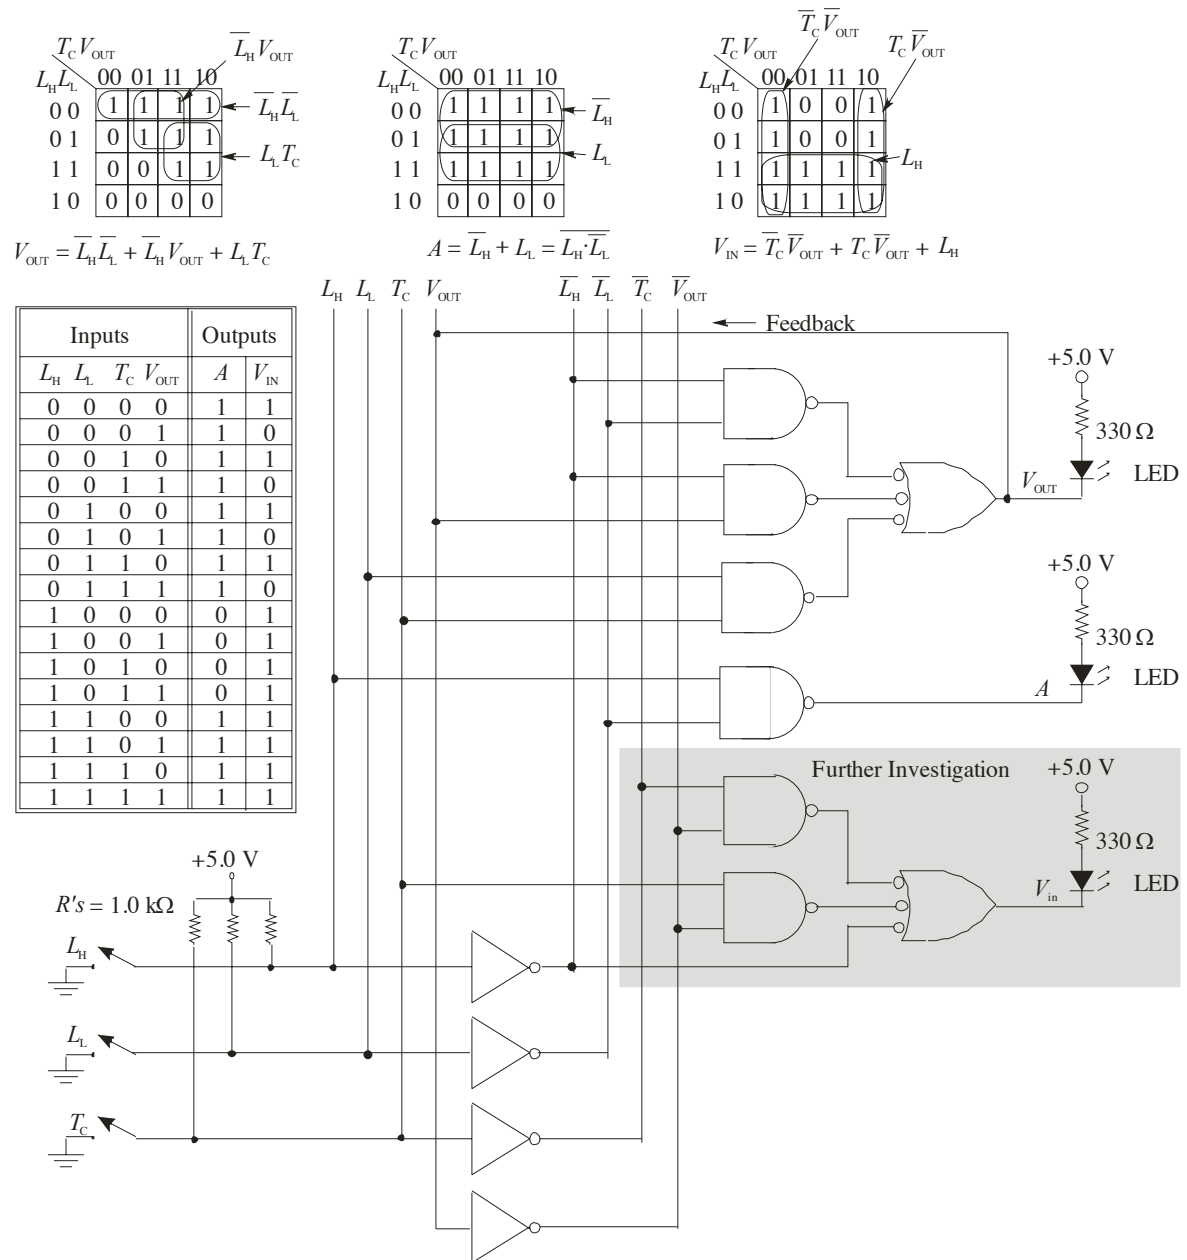 T̅_C V̅_OUT
T_C V_OUT
L̅_H V_OUT
T_C V_OUT
T_C V_OUT
T_C V̅_OUT
L_H L_L
00 01 11 10
L_H L_L
00 01 11 10
L_H L_L
00 01 11 10
0 0 1 1 1 1
L̅_H L̅_L
0 0 1 1 1 1
L̅_H
0 0 1 0 0 1
0 1 0 1 1 1
0 1 1 1 1 1
0 1 1 0 0 1
L_L T_C
L_L
L_H
1 1 0 0 1 1
1 1 1 1 1 1
1 1 1 1 1 1
1 0 0 0 0 0
1 0 0 0 0 0
1 0 1 1 1 1
V_OUT = L̅_H L̅_L + L̅_H V_OUT + L_L T_C
A = L̅_H + L_L = \overline{L_H·L̅_L}
V_IN = T̅_C V̅_OUT + T_C V̅_OUT + L_H
L_H L_L T_C V_OUT L̅_H L̅_L T̅_C V̅_OUT
Inputs Outputs
L_H L_L T_C V_OUT A V_IN
0 0 0 0 1 1
0 0 0 1 1 0
0 0 1 0 1 1
0 0 1 1 1 0
0 1 0 0 1 1
0 1 0 1 1 0
0 1 1 0 1 1
0 1 1 1 1 0
1 0 0 0 0 1
1 0 0 1 0 1
1 0 1 0 0 1
1 0 1 1 0 1
1 1 0 0 1 1
1 1 0 1 1 1
1 1 1 0 1 1
1 1 1 1 1 1
Feedback
+5.0 V
330 Ω
LED
V_OUT
+5.0 V
330 Ω
LED
A
Further Investigation
+5.0 V
330 Ω
LED
V_in
+5.0 V
R's = 1.0 kΩ
L_H
L_L
T_C